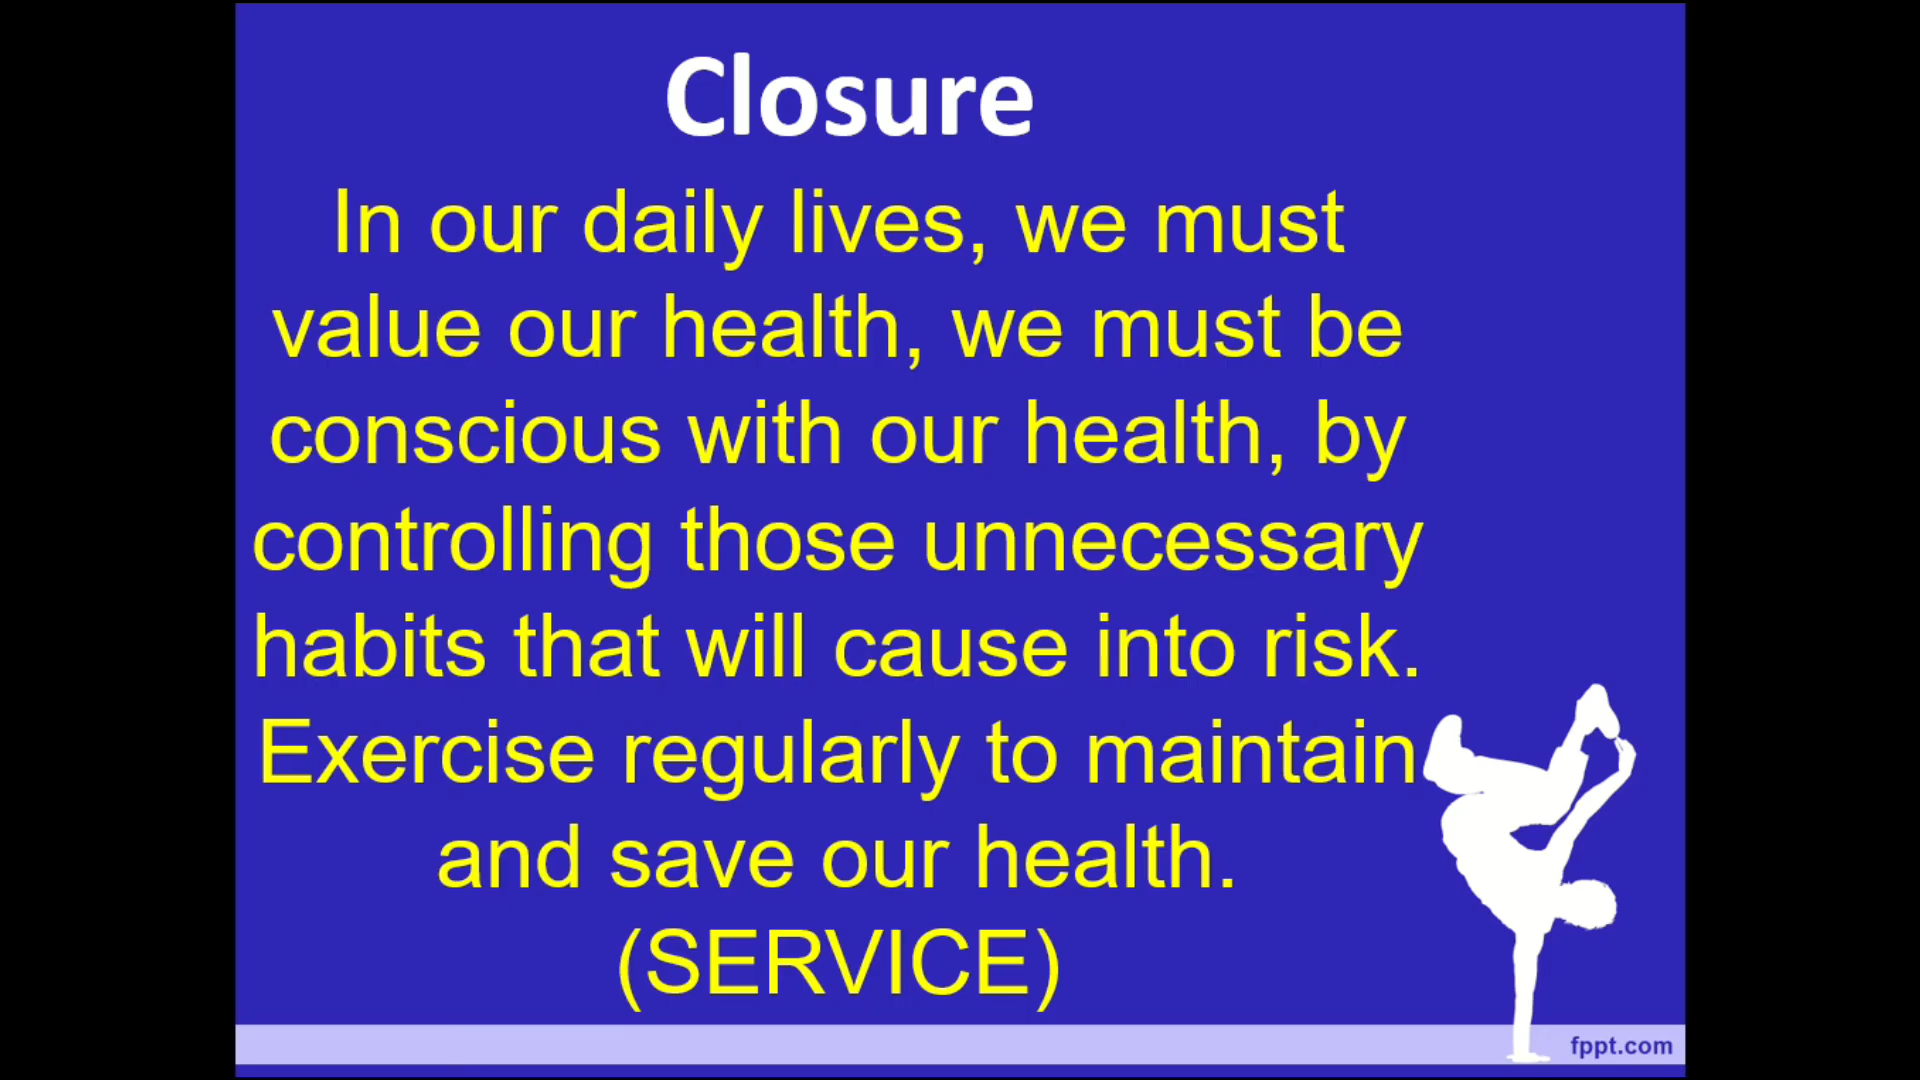 Closure
In our daily lives, we must
value our health, we must be
conscious with our health, by
controlling those unnecessary
habits that will cause into risk.
Exercise regularly to maintain
and save our health.
(SERVICE)
fppt.com